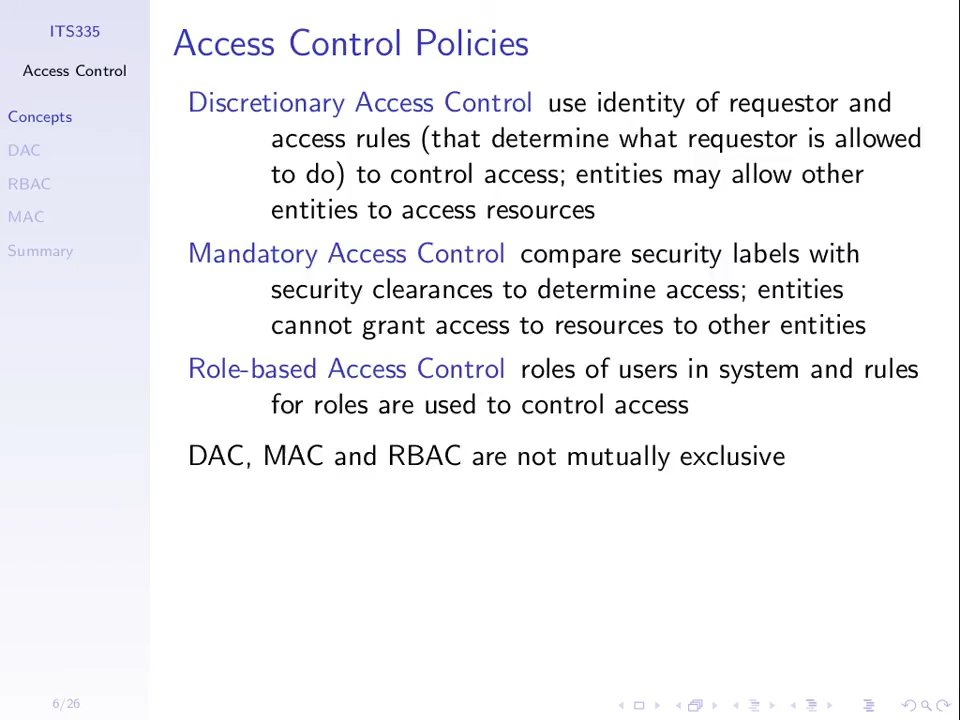 ITS335
Access Control
Concepts
DAC
RBAC
MAC
Summary
Access Control Policies
Discretionary Access Control use identity of requestor and
access rules (that determine what requestor is allowed
to do) to control access; entities may allow other
entities to access resources
Mandatory Access Control compare security labels with
security clearances to determine access; entities
cannot grant access to resources to other entities
Role-based Access Control roles of users in system and rules
for roles are used to control access
DAC, MAC and RBAC are not mutually exclusive
6/26